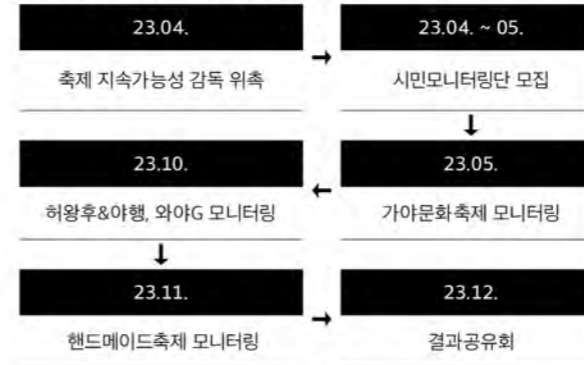 23.04.
축제 지속가능성 감독 위촉
23.04. ~ 05.
시민모니터링단 모집
23.05.
가야문화축제 모니터링
23.10.
허왕후&야행, 와야G 모니터링
23.11.
핸드메이드축제 모니터링
23.12.
결과공유회